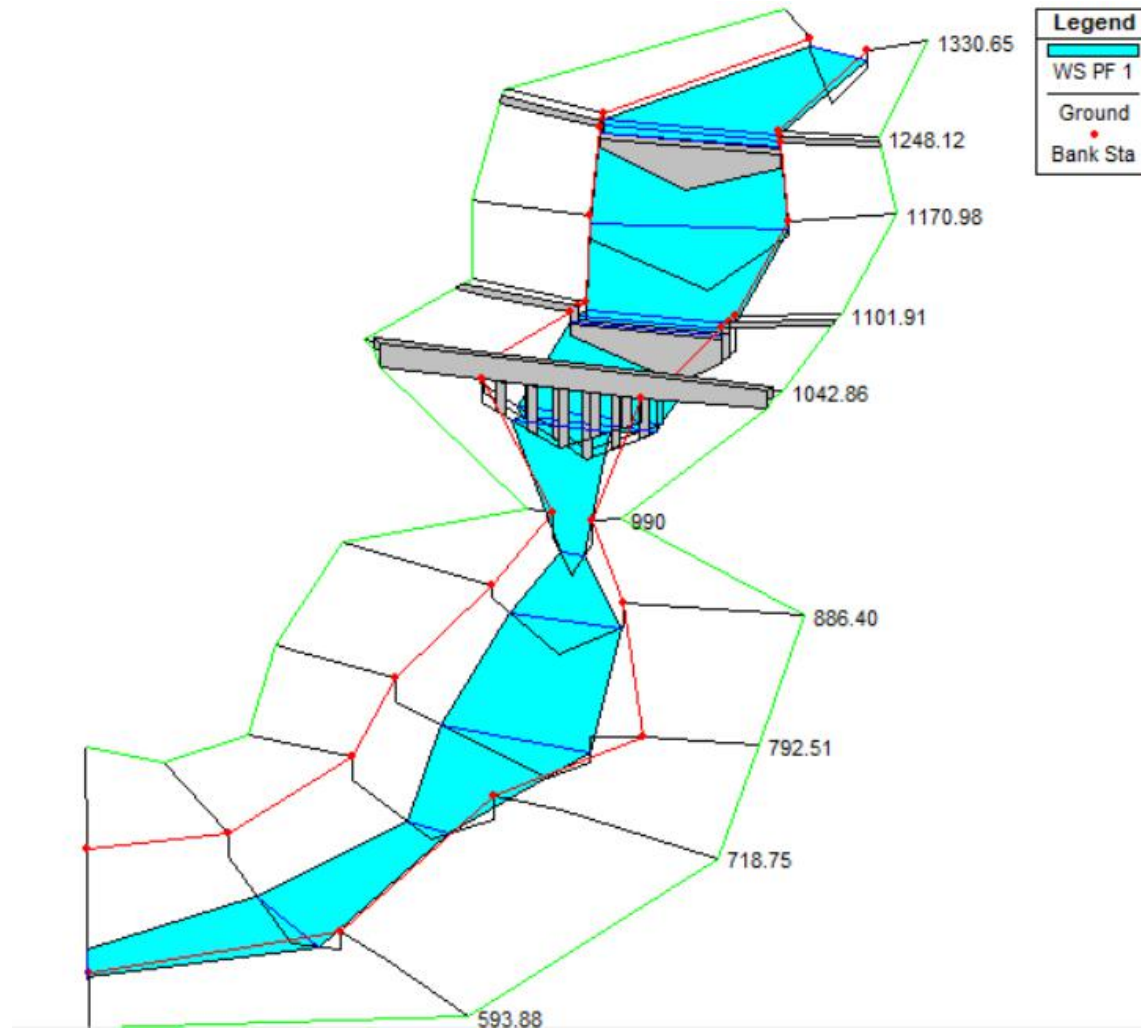 Legend
WS PF 1
Ground
Bank Sta
1330.65
1248.12
1170.98
1101.91
1042.86
990
886.40
792.51
718.75
593.88